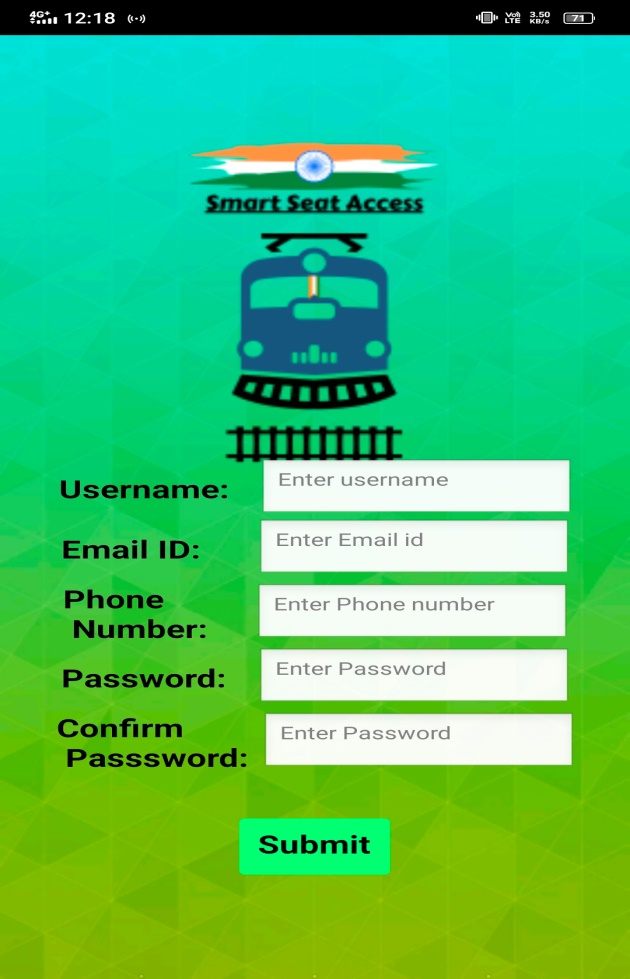 4G+ 12:18 Vo) LTE 3.50 KB/s 71
Smart Seat Access
Username: Enter username
Email ID: Enter Email id
Phone Number: Enter Phone number
Password: Enter Password
Confirm Passsword: Enter Password
Submit